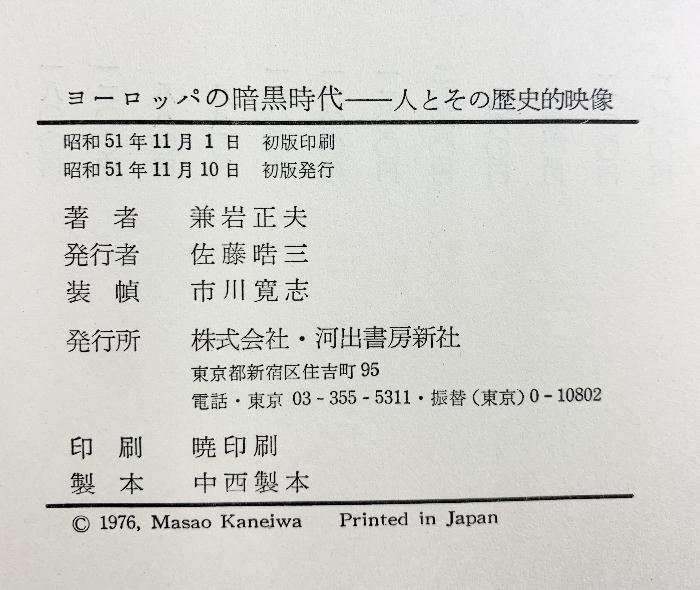 ヨーロッパの暗黒時代――人とその歴史的映像
昭和51年11月1日 初版印刷
昭和51年11月10日 初版発行
著者 兼岩正夫
発行者 佐藤晧三
装幀 市川寛志
発行所 株式会社・河出書房新社
東京都新宿区住吉町95
電話・東京 03-355-5311・振替(東京)0-10802
印刷 暁印刷
製本 中西製本
© 1976, Masao Kaneiwa Printed in Japan